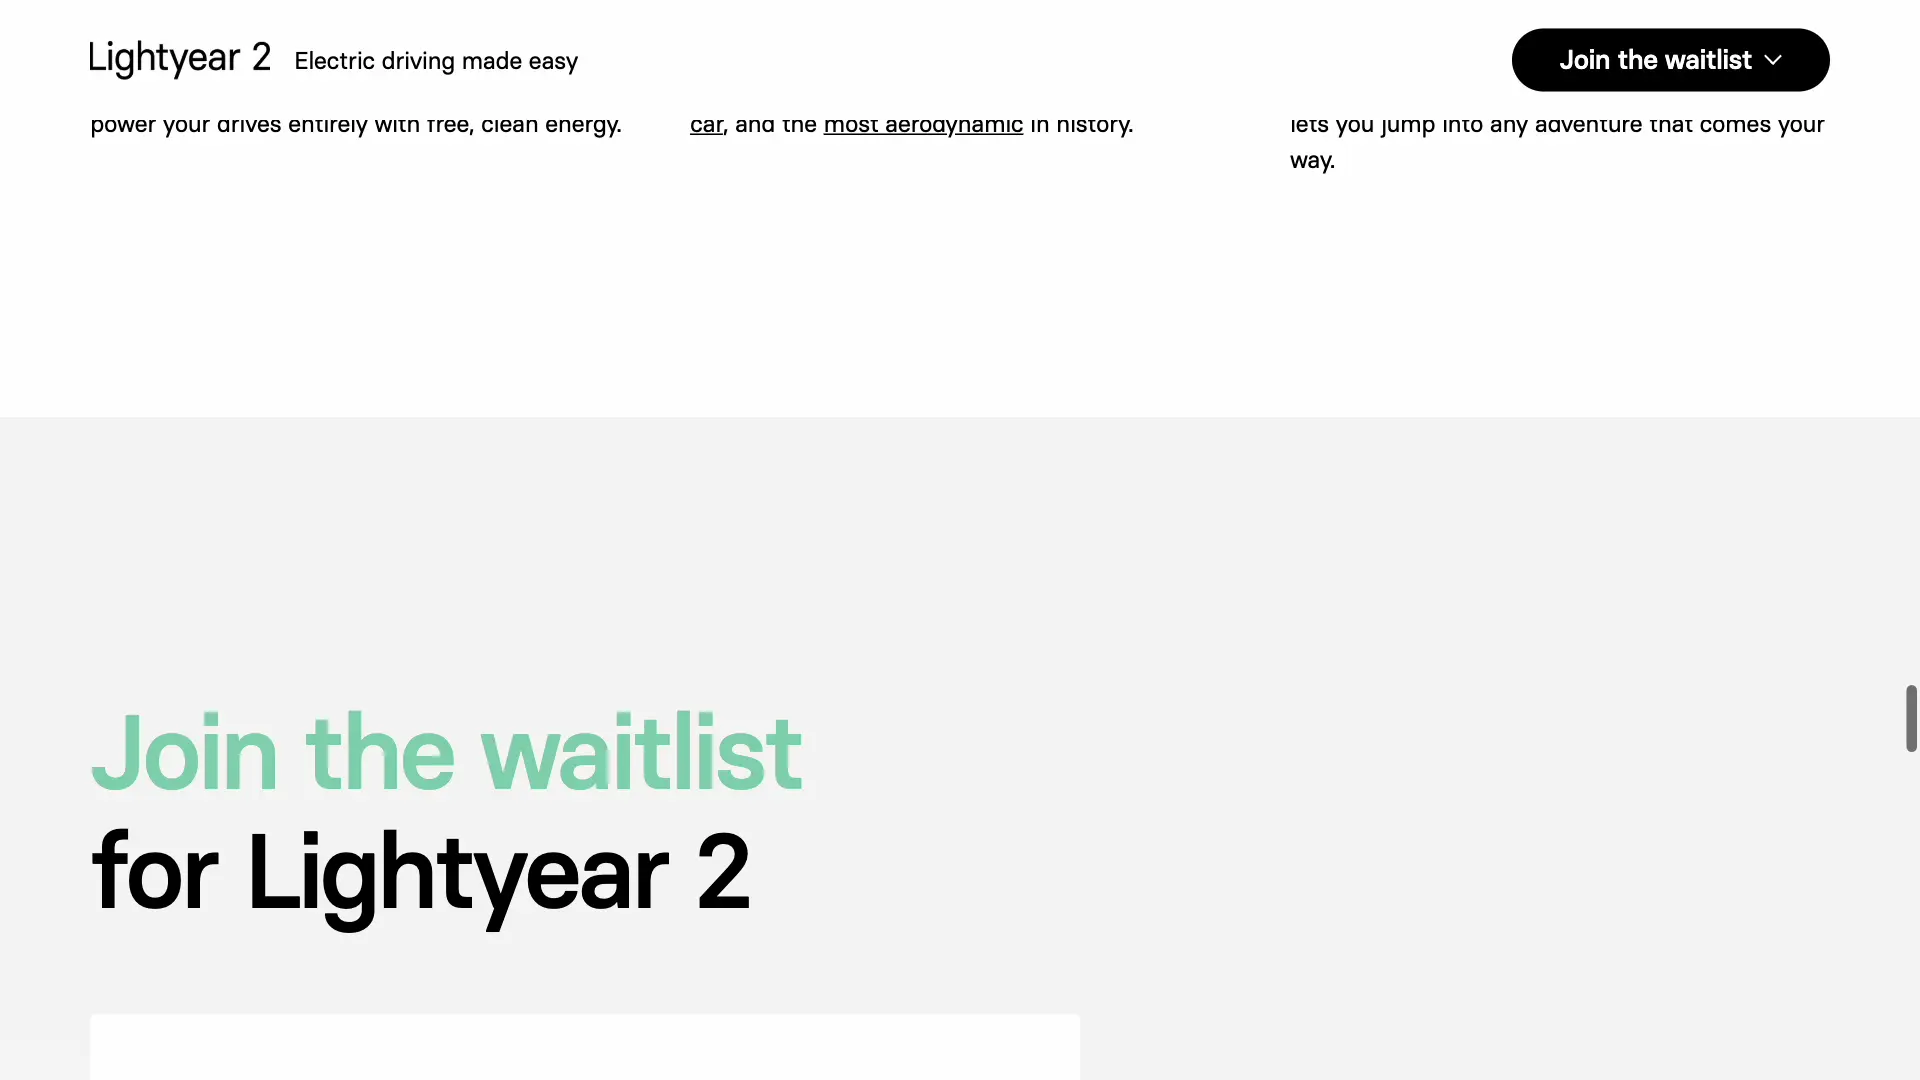 Lightyear 2 Electric driving made easy
Join the waitlist
power your drives entirely with free, clean energy.
car, and the most aerodynamic in history.
lets you jump into any adventure that comes your
way.
Join the waitlist
for Lightyear 2